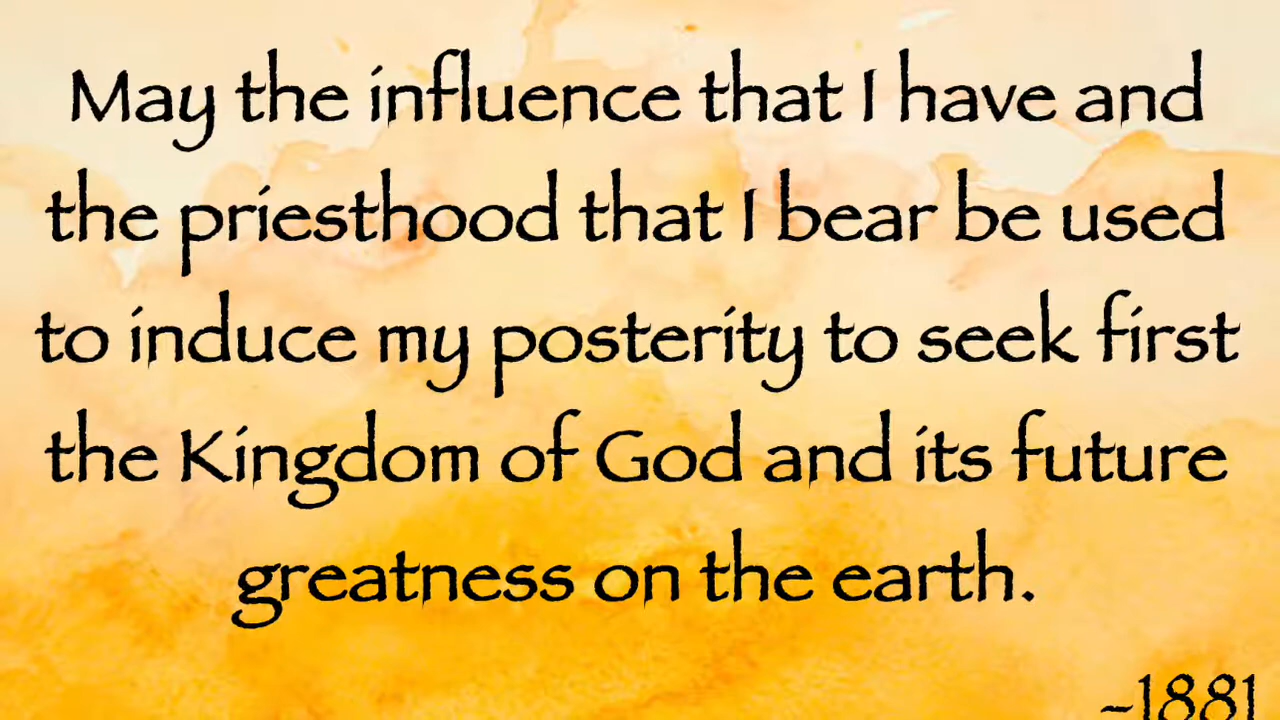 May the influence that I have and
the priesthood that I bear be used
to induce my posterity to seek first
the Kingdom of God and its future
greatness on the earth.
~1881